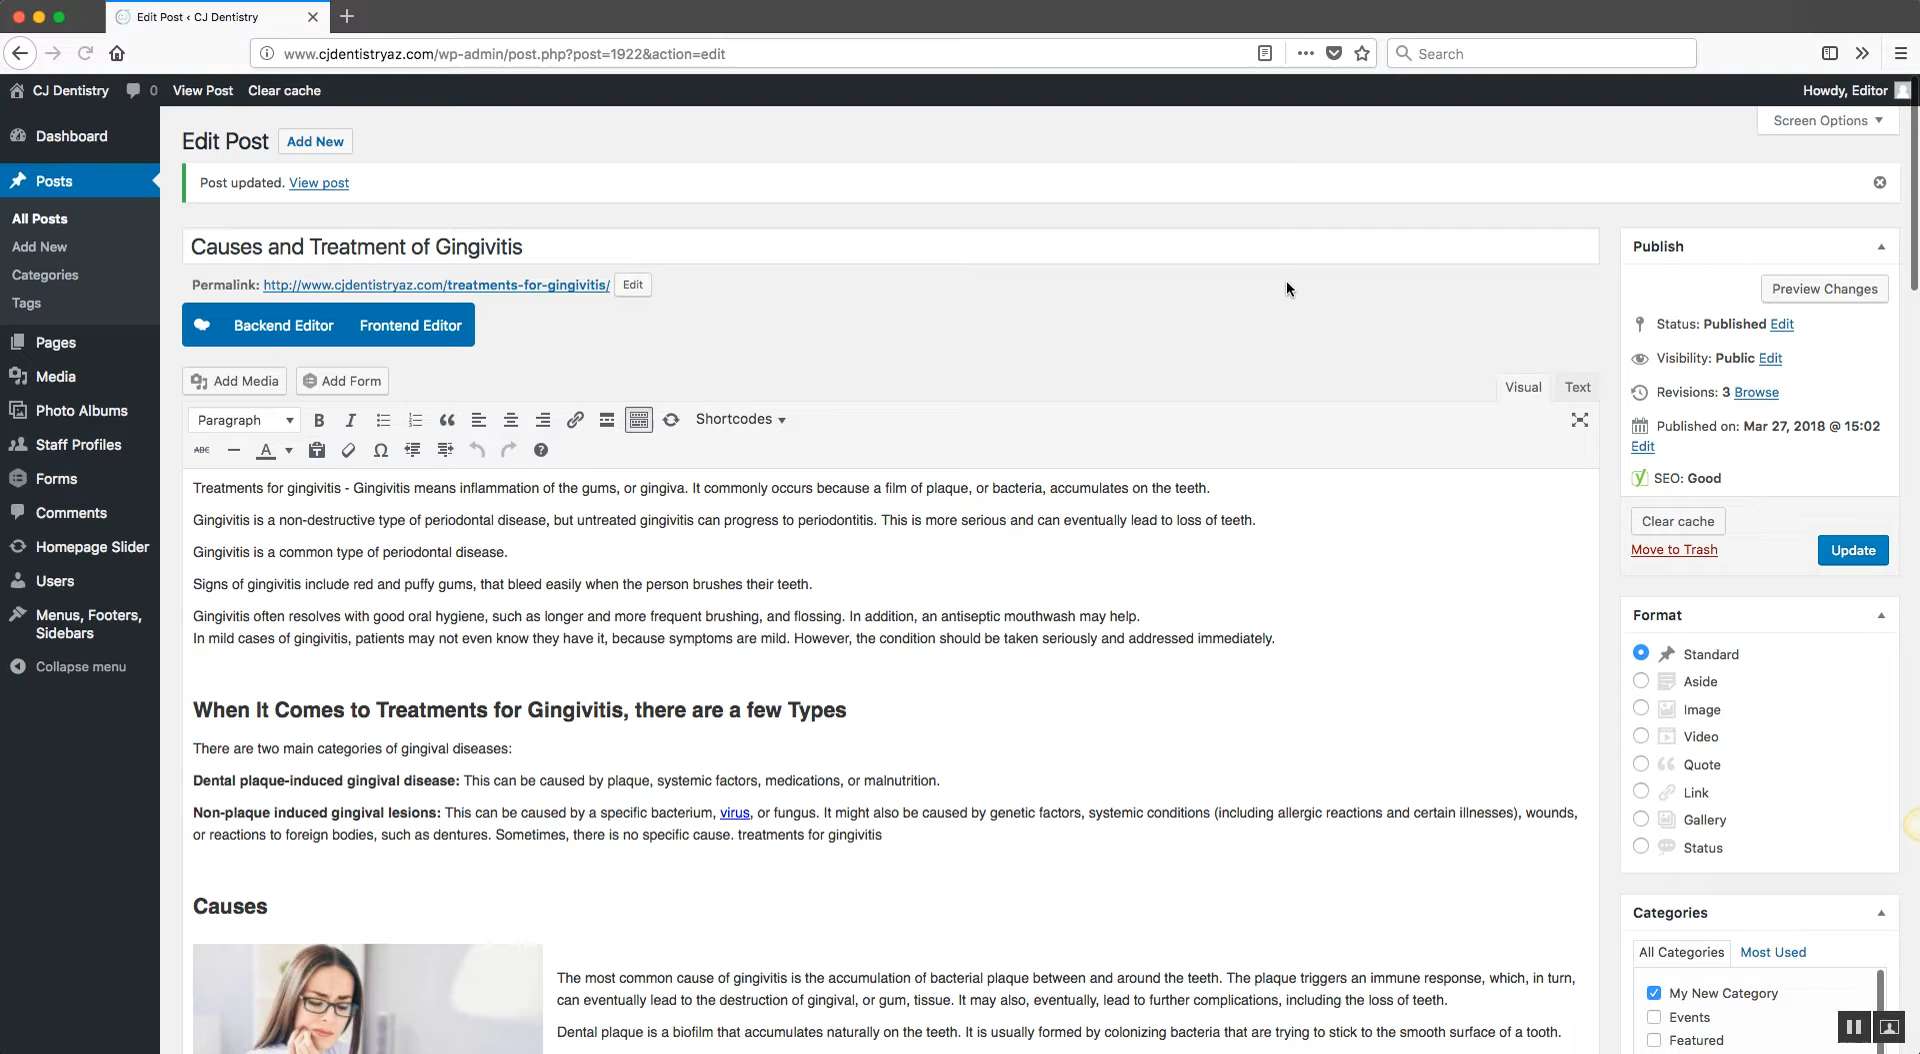 Edit Post ‹ CJ Dentistry
www.cjdentistryaz.com/wp-admin/post.php?post=1922&action=edit
Search
CJ Dentistry
0
View Post
Clear cache
Howdy, Editor
Screen Options
Dashboard
Posts
All Posts
Add New
Categories
Tags
Pages
Media
Photo Albums
Staff Profiles
Forms
Comments
Homepage Slider
Users
Menus, Footers,
Sidebars
Collapse menu
Edit Post
Add New
Post updated. View post
Causes and Treatment of Gingivitis
Permalink: http://www.cjdentistryaz.com/treatments-for-gingivitis/ Edit
Backend Editor
Frontend Editor
Add Media
Add Form
Visual
Text
Paragraph
B
I
Shortcodes
ABC
A
Ω
Treatments for gingivitis - Gingivitis means inflammation of the gums, or gingiva. It commonly occurs because a film of plaque, or bacteria, accumulates on the teeth.
Gingivitis is a non-destructive type of periodontal disease, but untreated gingivitis can progress to periodontitis. This is more serious and can eventually lead to loss of teeth.
Gingivitis is a common type of periodontal disease.
Signs of gingivitis include red and puffy gums, that bleed easily when the person brushes their teeth.
Gingivitis often resolves with good oral hygiene, such as longer and more frequent brushing, and flossing. In addition, an antiseptic mouthwash may help.
In mild cases of gingivitis, patients may not even know they have it, because symptoms are mild. However, the condition should be taken seriously and addressed immediately.
When It Comes to Treatments for Gingivitis, there are a few Types
There are two main categories of gingival diseases:
Dental plaque-induced gingival disease: This can be caused by plaque, systemic factors, medications, or malnutrition.
Non-plaque induced gingival lesions: This can be caused by a specific bacterium, virus, or fungus. It might also be caused by genetic factors, systemic conditions (including allergic reactions and certain illnesses), wounds,
or reactions to foreign bodies, such as dentures. Sometimes, there is no specific cause. treatments for gingivitis
Causes
The most common cause of gingivitis is the accumulation of bacterial plaque between and around the teeth. The plaque triggers an immune response, which, in turn,
can eventually lead to the destruction of gingival, or gum, tissue. It may also, eventually, lead to further complications, including the loss of teeth.
Dental plaque is a biofilm that accumulates naturally on the teeth. It is usually formed by colonizing bacteria that are trying to stick to the smooth surface of a tooth.
Publish
Preview Changes
Status: Published Edit
Visibility: Public Edit
Revisions: 3 Browse
Published on: Mar 27, 2018 @ 15:02
Edit
SEO: Good
Clear cache
Move to Trash
Update
Format
Standard
Aside
Image
Video
Quote
Link
Gallery
Status
Categories
All Categories
Most Used
My New Category
Events
Featured